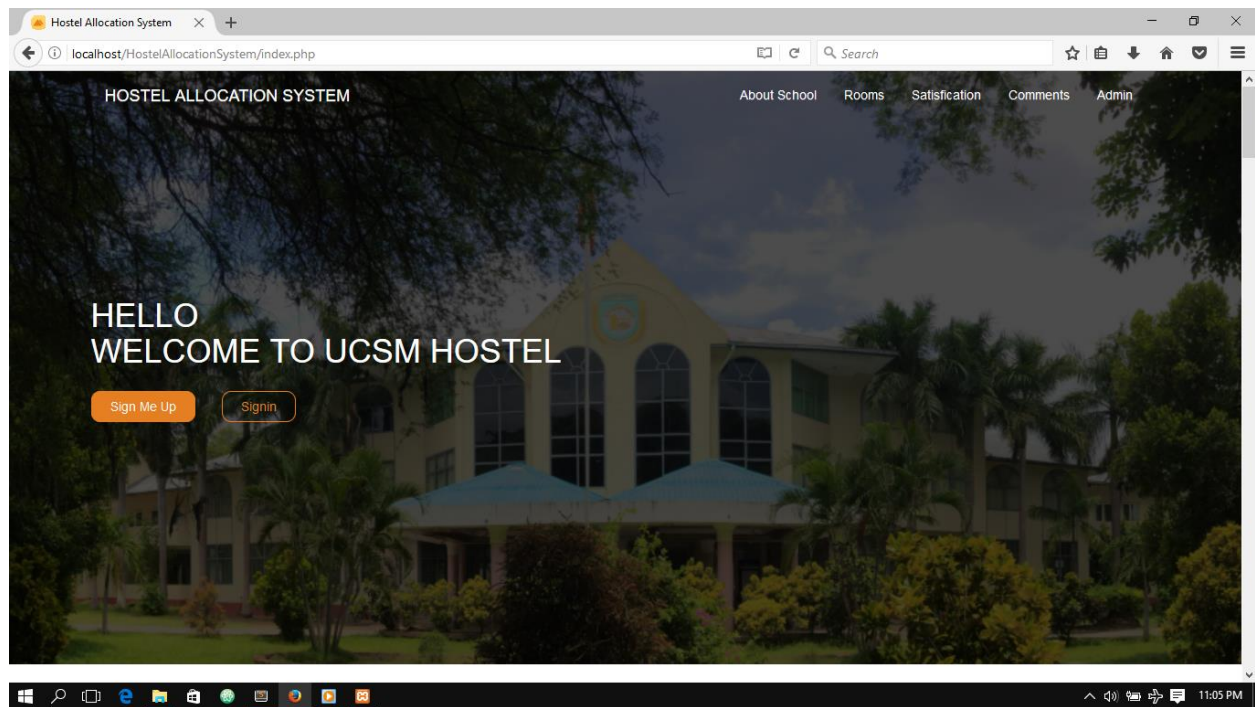 Hostel Allocation System
localhost/HostelAllocationSystem/index.php
Search
HOSTEL ALLOCATION SYSTEM
About School Rooms Satisfication Comments Admin
HELLO
WELCOME TO UCSM HOSTEL
Sign Me Up Signin
11:05 PM